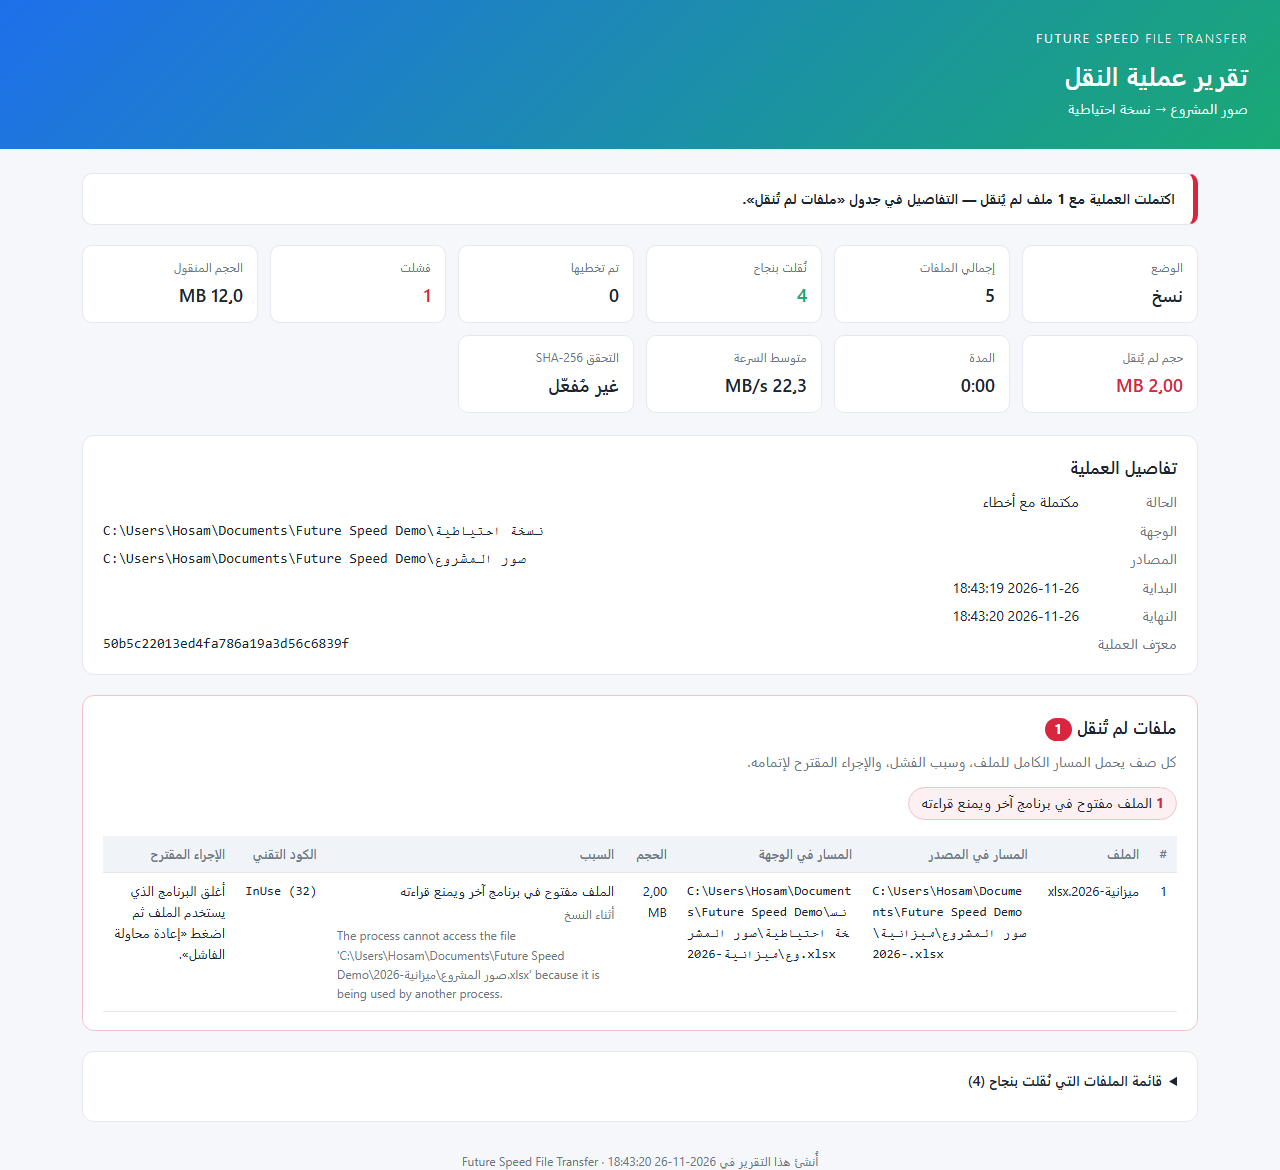 FUTURE SPEED FILE TRANSFER
تقرير عملية النقل
صور المشروع → نسخة احتياطية
اكتملت العملية مع 1 ملف لم يُنقل — التفاصيل في جدول «ملفات لم تُنقل».
الوضع
نسخ
إجمالي الملفات
5
نُقلت بنجاح
4
تم تخطيها
0
فشلت
1
الحجم المنقول
12,0 MB
حجم لم يُنقل
2,00 MB
المدة
0:00
متوسط السرعة
22,3 MB/s
التحقق SHA-256
غير مُفعّل
تفاصيل العملية
الحالة
مكتملة مع أخطاء
الوجهة
C:\Users\Hosam\Documents\Future Speed Demo\نسخة احتياطية
المصادر
C:\Users\Hosam\Documents\Future Speed Demo\صور المشروع
البداية
2026-11-26 18:43:19
النهاية
2026-11-26 18:43:20
معرّف العملية
50b5c22013ed4fa786a19a3d56c6839f
ملفات لم تُنقل 1
كل صف يحمل المسار الكامل للملف، وسبب الفشل، والإجراء المقترح لإتمامه.
1 الملف مفتوح في برنامج آخر ويمنع قراءته
# الملف المسار في المصدر المسار في الوجهة الحجم السبب الكود التقني الإجراء المقترح
1
ميزانية-2026.xlsx
C:\Users\Hosam\Docume
nts\Future Speed Demo
\صور المشروع\ميزانية
-2026.xlsx
C:\Users\Hosam\Document
s\Future Speed Demo\نس
خة احتياطية\صور المشر
وع\ميزانية-2026.xlsx
2,00
MB
الملف مفتوح في برنامج آخر ويمنع قراءته
أثناء النسخ
The process cannot access the file
'C:\Users\Hosam\Documents\Future Speed
Demo\صور المشروع\ميزانية-2026.xlsx' because it is
being used by another process.
InUse (32)
أغلق البرنامج الذي
يستخدم الملف ثم
اضغط «إعادة محاولة
الفاشل».
قائمة الملفات التي نُقلت بنجاح (4)
أُنشئ هذا التقرير في 2026-11-26 18:43:20 · Future Speed File Transfer